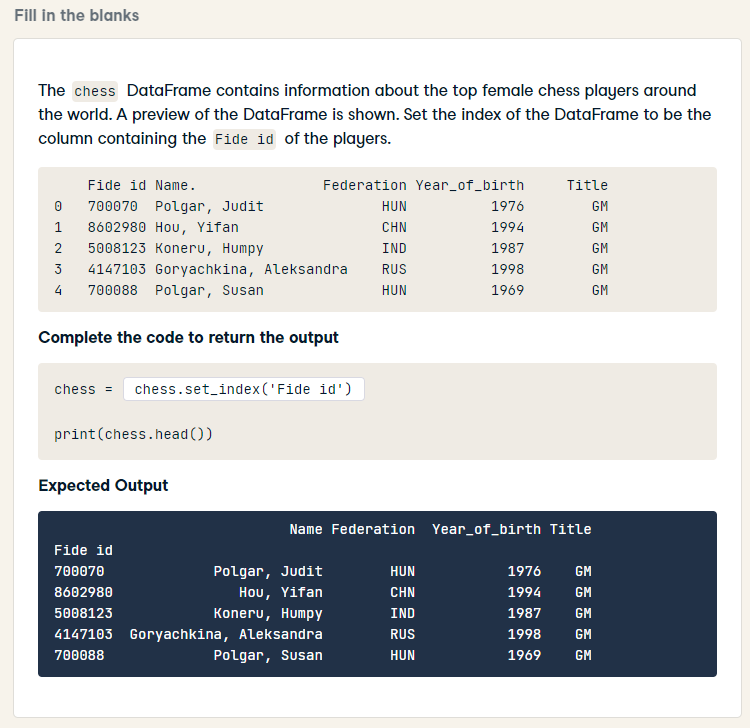 Fill in the blanks
The chess DataFrame contains information about the top female chess players around
the world. A preview of the DataFrame is shown. Set the index of the DataFrame to be the
column containing the Fide id of the players.
Fide id Name. Federation Year_of_birth Title
0 700070 Polgar, Judit HUN 1976 GM
1 8602980 Hou, Yifan CHN 1994 GM
2 5008123 Koneru, Humpy IND 1987 GM
3 4147103 Goryachkina, Aleksandra RUS 1998 GM
4 700088 Polgar, Susan HUN 1969 GM
Complete the code to return the output
chess = chess.set_index('Fide id')
print(chess.head())
Expected Output
Name Federation Year_of_birth Title
Fide id
700070 Polgar, Judit HUN 1976 GM
8602980 Hou, Yifan CHN 1994 GM
5008123 Koneru, Humpy IND 1987 GM
4147103 Goryachkina, Aleksandra RUS 1998 GM
700088 Polgar, Susan HUN 1969 GM